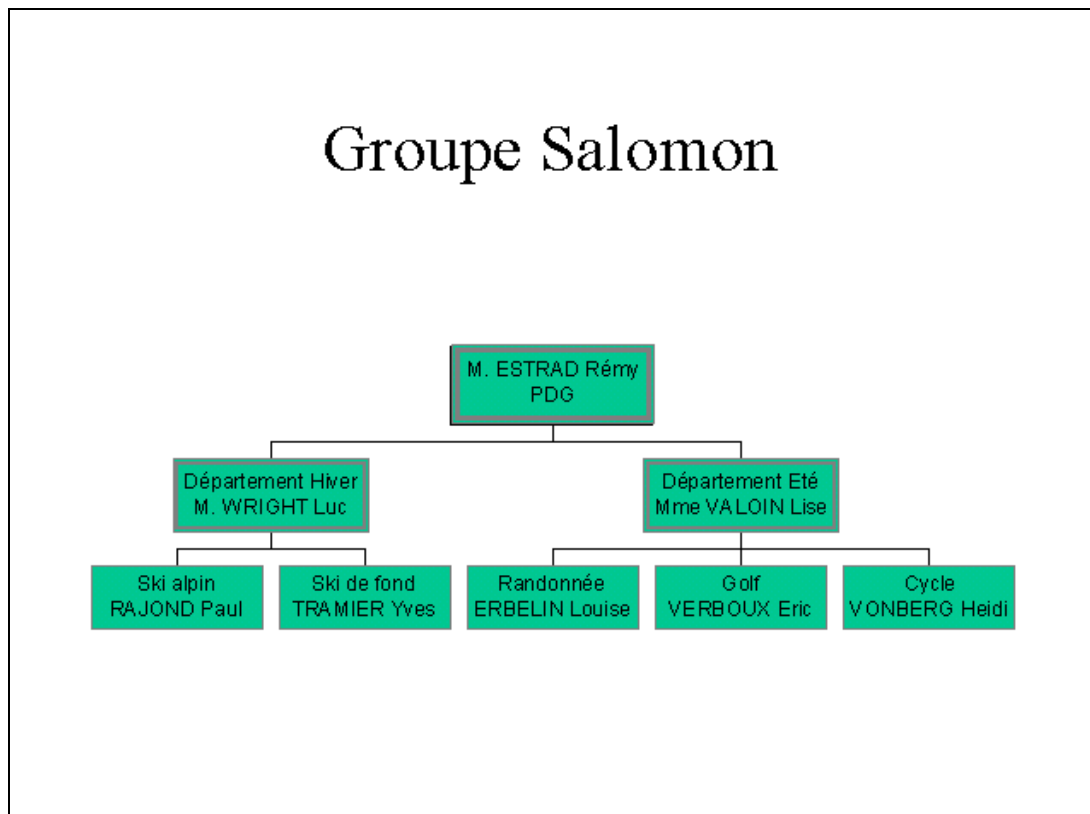 Groupe Salomon
M. ESTRAD Rémy
PDG
Département Hiver
M. WRIGHT Luc
Département Eté
Mme VALOIN Lise
Ski alpin
RAJOND Paul
Ski de fond
TRAMIER Yves
Randonnée
ERBELIN Louise
Golf
VERBOUX Eric
Cycle
VONBERG Heidi